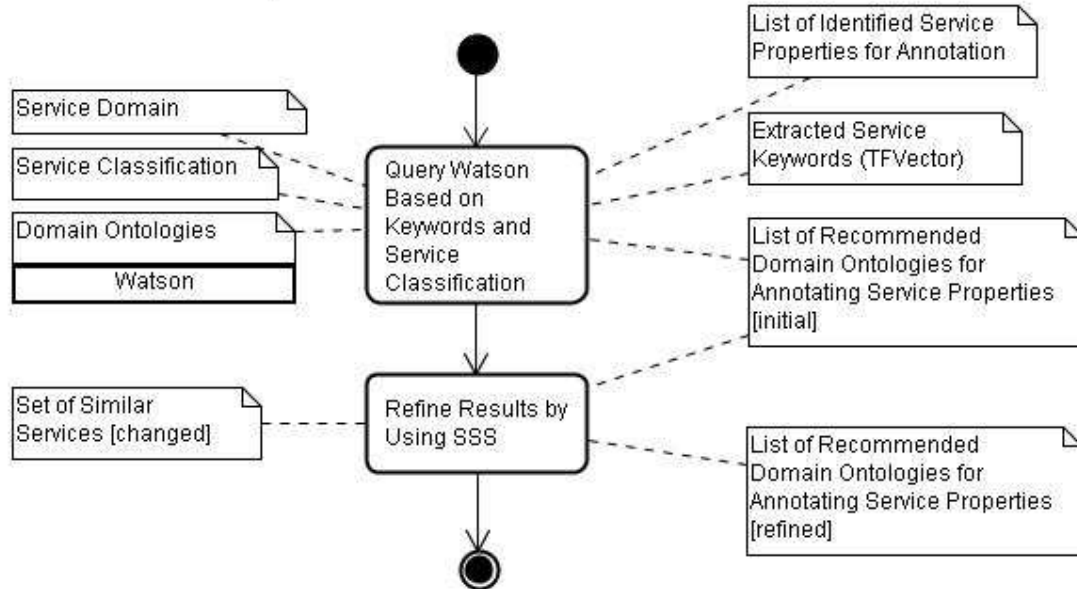 List of Identified Service
Properties for Annotation
Service Domain
Extracted Service
Keywords (TFVector)
Service Classification
Query Watson
Based on
Keywords and
Service
Classification
Domain Ontologies
Watson
List of Recommended
Domain Ontologies for
Annotating Service Properties
[initial]
Set of Similar
Services [changed]
Refine Results by
Using SSS
List of Recommended
Domain Ontologies for
Annotating Service Properties
[refined]